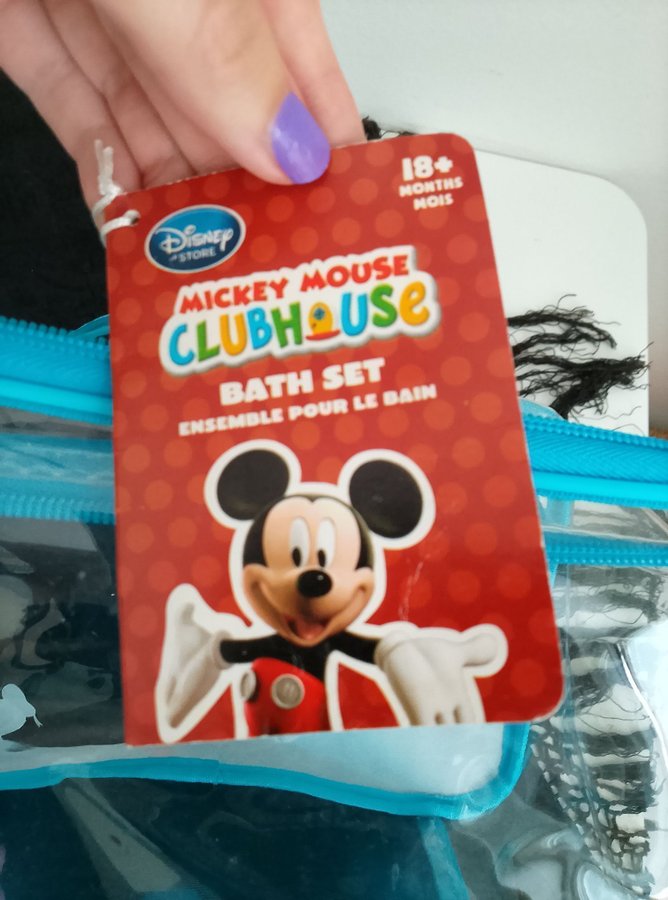 18+
MONTHS
MOIS
Disney
STORE
MICKEY MOUSE
CLUBHOUSE
BATH SET
ENSEMBLE POUR LE BAIN